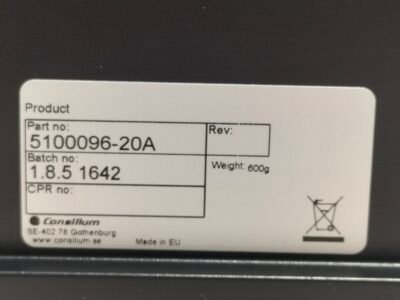 Product
Part no:
5100096-20A
Rev:
Batch no:
1.8.5 1642
Weight: 600g
CPR no:
Consilium
SE-402 76 Gothenburg
www.consilium.se
Made in EU